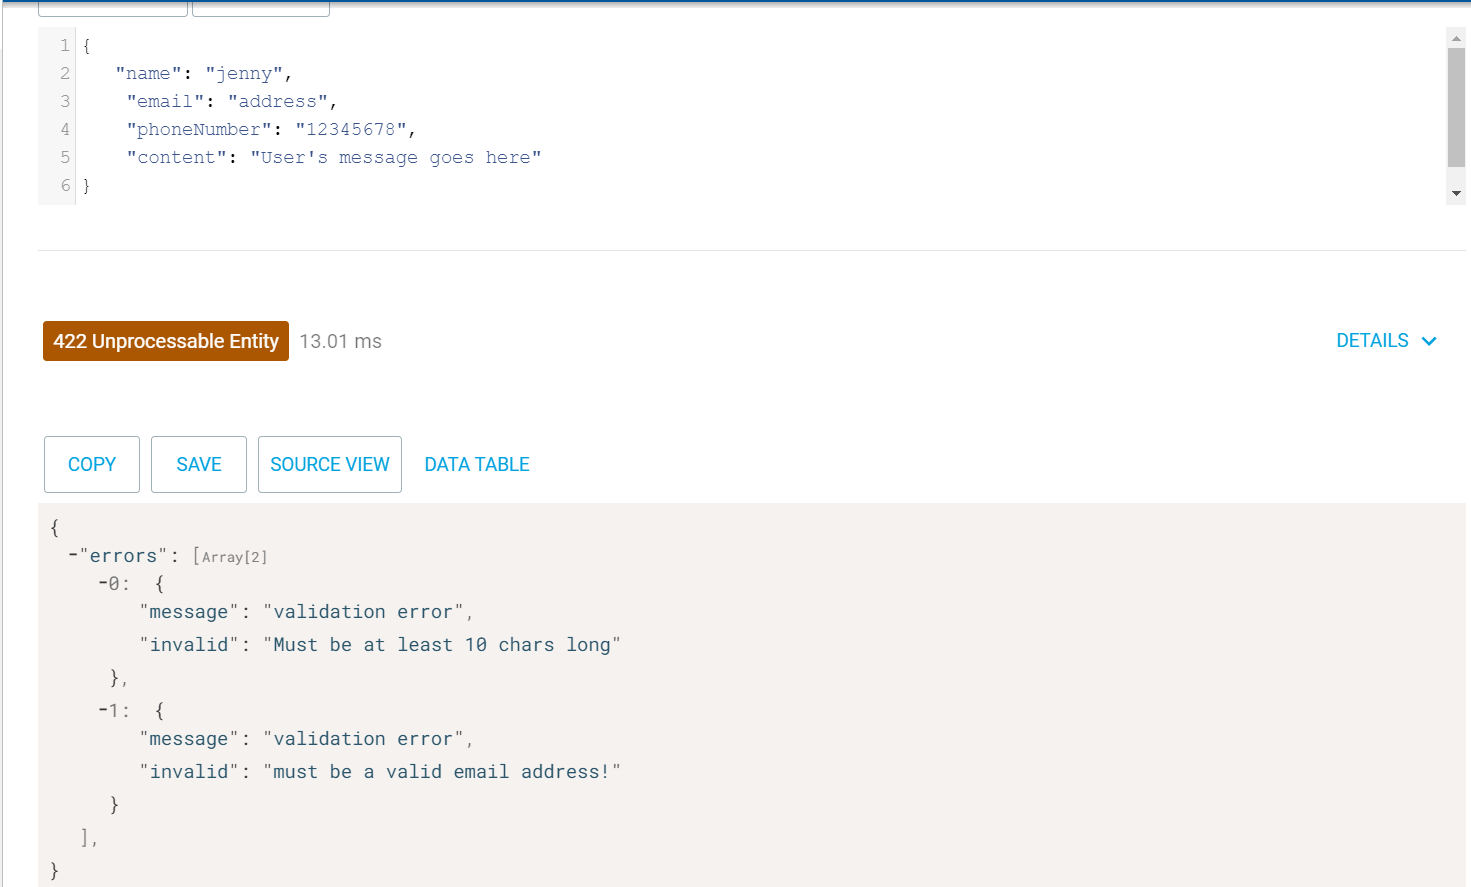 1 {
2 "name": "jenny",
3 "email": "address",
4 "phoneNumber": "12345678",
5 "content": "User's message goes here"
6 }
422 Unprocessable Entity 13.01 ms DETAILS
COPY SAVE SOURCE VIEW DATA TABLE
{
-"errors": [Array[2]
-0: {
"message": "validation error",
"invalid": "Must be at least 10 chars long"
},
-1: {
"message": "validation error",
"invalid": "must be a valid email address!"
}
],
}